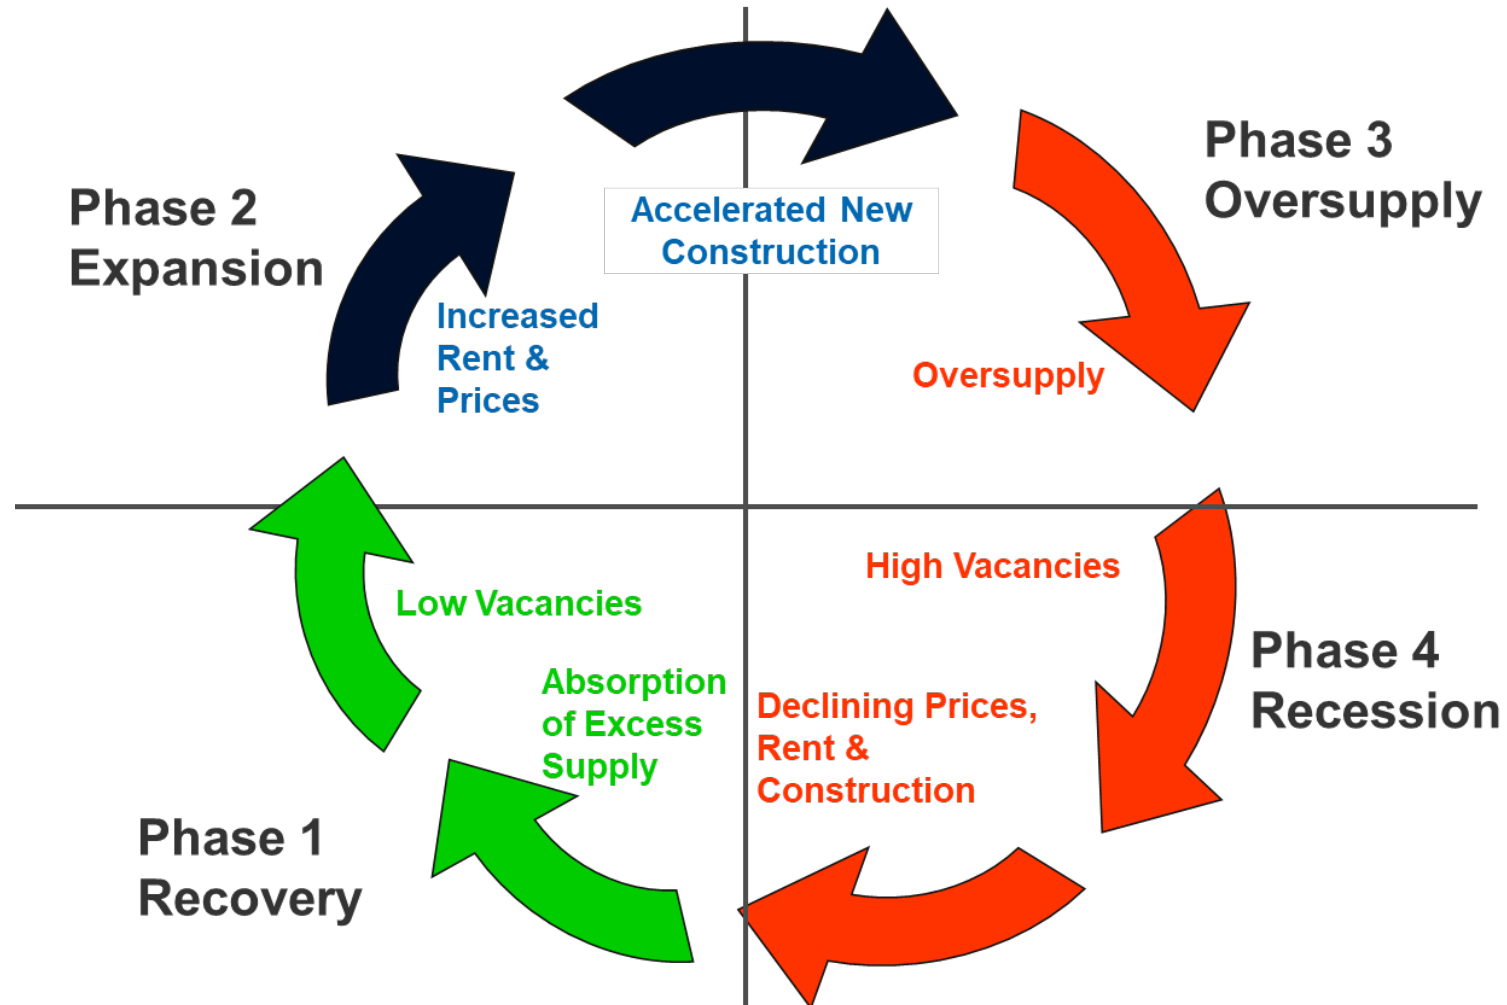 Phase 2
Expansion
Increased
Rent &
Prices
Accelerated New
Construction
Phase 3
Oversupply
Oversupply
Low Vacancies
Absorption
of Excess
Supply
Phase 1
Recovery
High Vacancies
Declining Prices,
Rent &
Construction
Phase 4
Recession